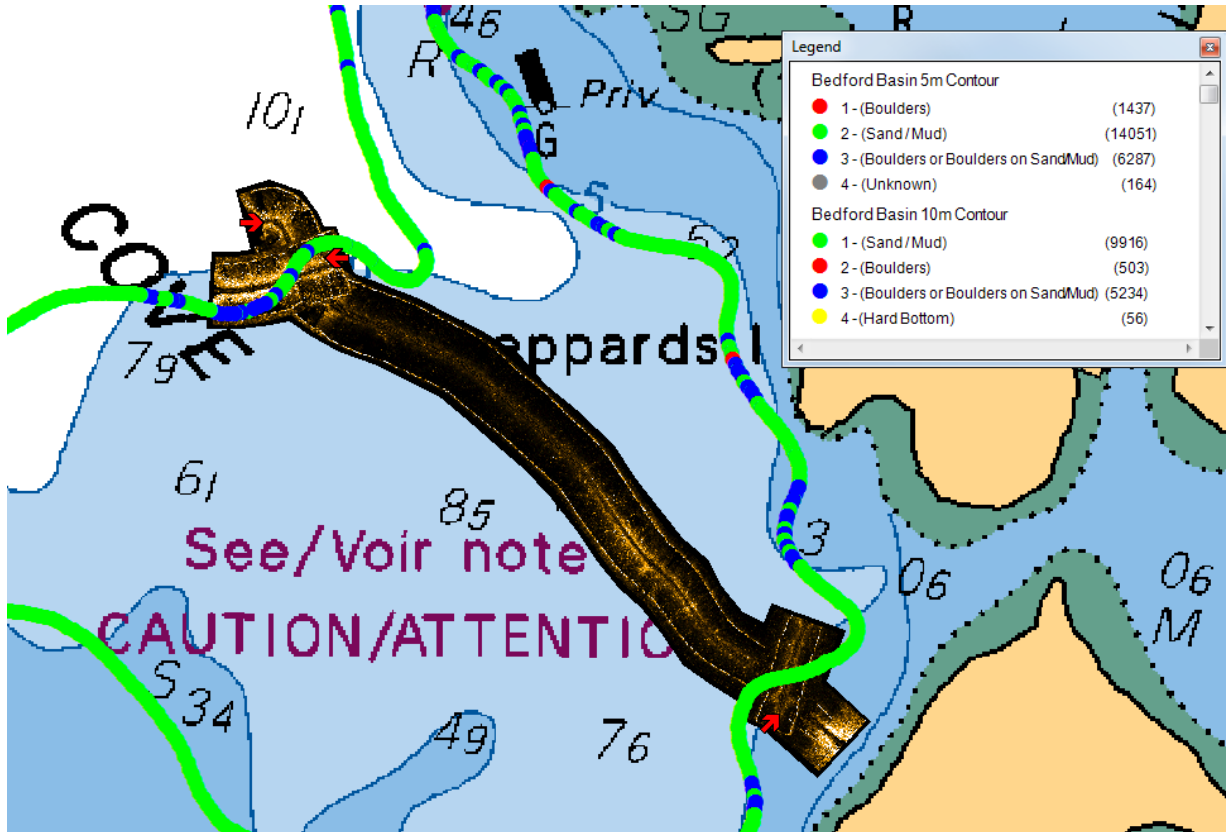 46
SG
R
R
Priv
G
10₁
S
5₂
COVE
7₉
eppards I
6₁
8₅
3
0₆
0₆
M
See/Voir note
CAUTION/ATTENTIO
S
3₄
4₉
7₆
Legend
Bedford Basin 5m Contour
1 - (Boulders) (1437)
2 - (Sand / Mud) (14051)
3 - (Boulders or Boulders on Sand/Mud) (6287)
4 - (Unknown) (164)
Bedford Basin 10m Contour
1 - (Sand / Mud) (9916)
2 - (Boulders) (503)
3 - (Boulders or Boulders on Sand/Mud) (5234)
4 - (Hard Bottom) (56)